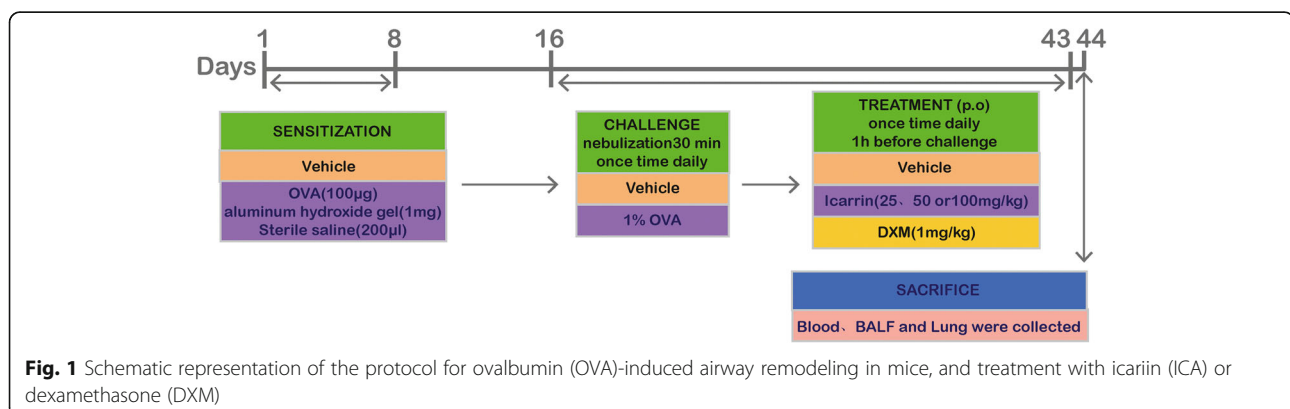 1 8 16 43 44
Days
SENSITIZATION
Vehicle
OVA(100μg)
aluminum hydroxide gel(1mg)
Sterile saline(200μl)
CHALLENGE
nebulization30 min
once time daily
Vehicle
1% OVA
TREATMENT (p.o)
once time daily
1h before challenge
Vehicle
Icarrin(25、50 or100mg/kg)
DXM(1mg/kg)
SACRIFICE
Blood、BALF and Lung were collected
Fig. 1 Schematic representation of the protocol for ovalbumin (OVA)-induced airway remodeling in mice, and treatment with icariin (ICA) or
dexamethasone (DXM)